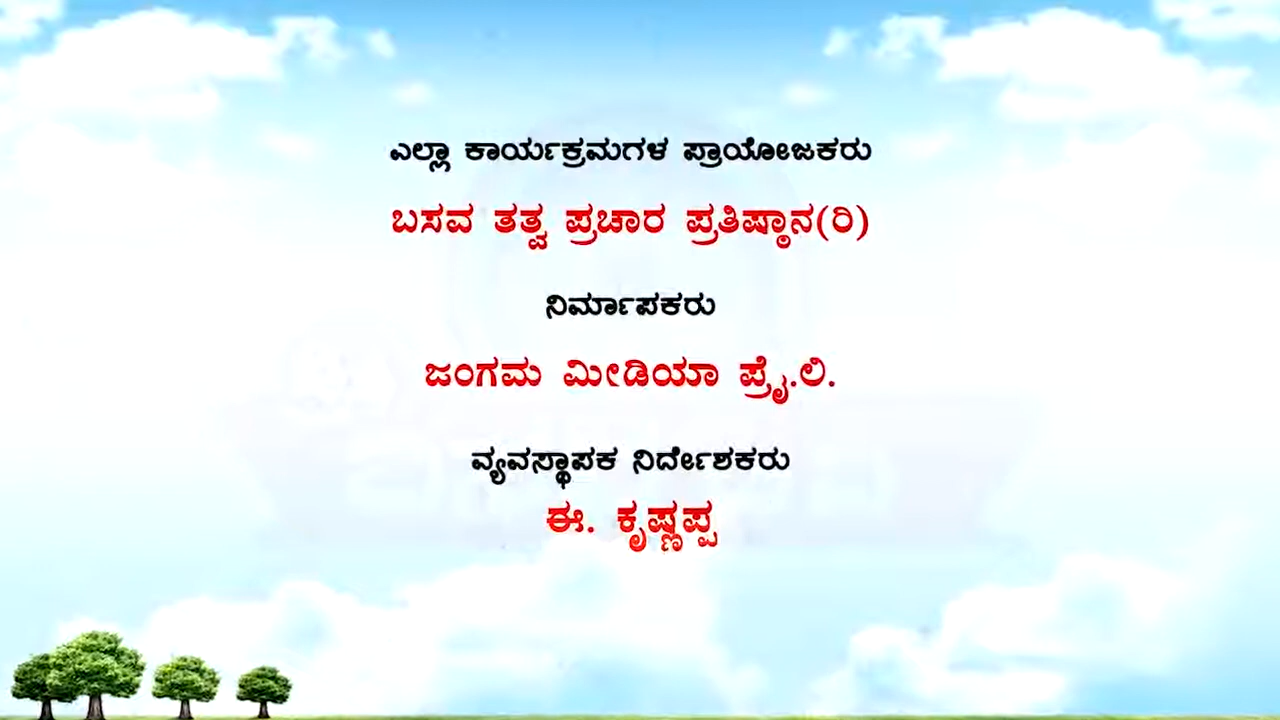 ಎಲ್ಲಾ ಕಾರ್ಯಕ್ರಮಗಳ ಪ್ರಾಯೋಜಕರು
ಬಸವ ತತ್ವ ಪ್ರಚಾರ ಪ್ರತಿಷ್ಠಾನ(ರಿ)
ನಿರ್ಮಾಪಕರು
ಜಂಗಮ ಮೀಡಿಯಾ ಪ್ರೈ.ಲಿ.
ವ್ಯವಸ್ಥಾಪಕ ನಿರ್ದೇಶಕರು
ಈ. ಕೃಷ್ಣಪ್ಪ